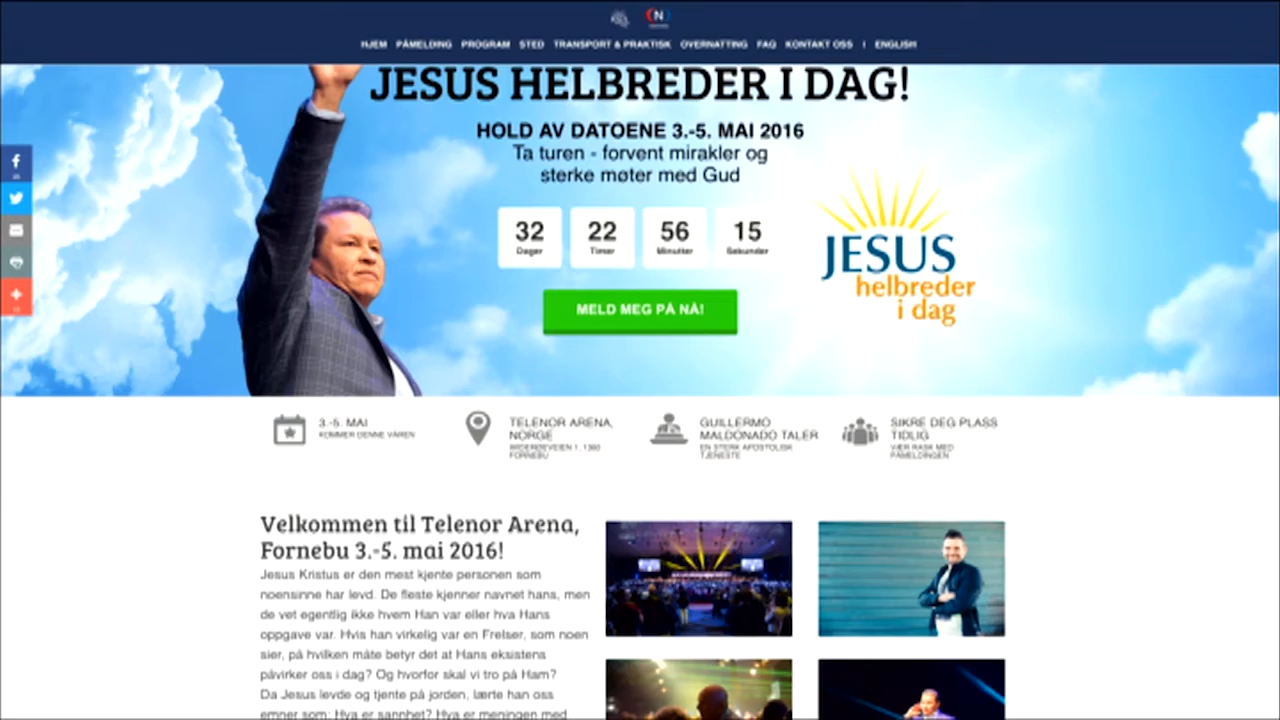 HJEM PÅMELDING PROGRAM STED TRANSPORT & PRAKTISK OVERNATTING FAQ KONTAKT OSS | ENGLISH
JESUS HELBREDER I DAG!
HOLD AV DATOENE 3.-5. MAI 2016
Ta turen - forvent mirakler og
sterke møter med Gud
32 22 56 15
Dager Timer Minutter Sekunder
MELD MEG PÅ NÅ!
JESUS
helbreder
i dag
3.-5. MAI
KOMMER DENNE VÅREN
TELENOR ARENA,
NORGE
WIDERØEVEIEN 1, 1360
FORNEBU
GUILLERMO
MALDONADO TALER
EN STERK APOSTOLISK
TJENESTE
SIKRE DEG PLASS
TIDLIG
VÆR RASK MED
PÅMELDINGEN
Velkommen til Telenor Arena,
Fornebu 3.-5. mai 2016!
Jesus Kristus er den mest kjente personen som
noensinne har levd. De fleste kjenner navnet hans, men
de vet egentlig ikke hvem Han var eller hva Hans
oppgave var. Hvis han virkelig var en Frelser, som noen
sier, på hvilken måte betyr det at Hans eksistens
påvirker oss i dag? Og hvorfor skal vi tro på Ham?
Da Jesus levde og tjente på jorden, lærte han oss
emner som: Hva er sannhet? Hva er meningen med